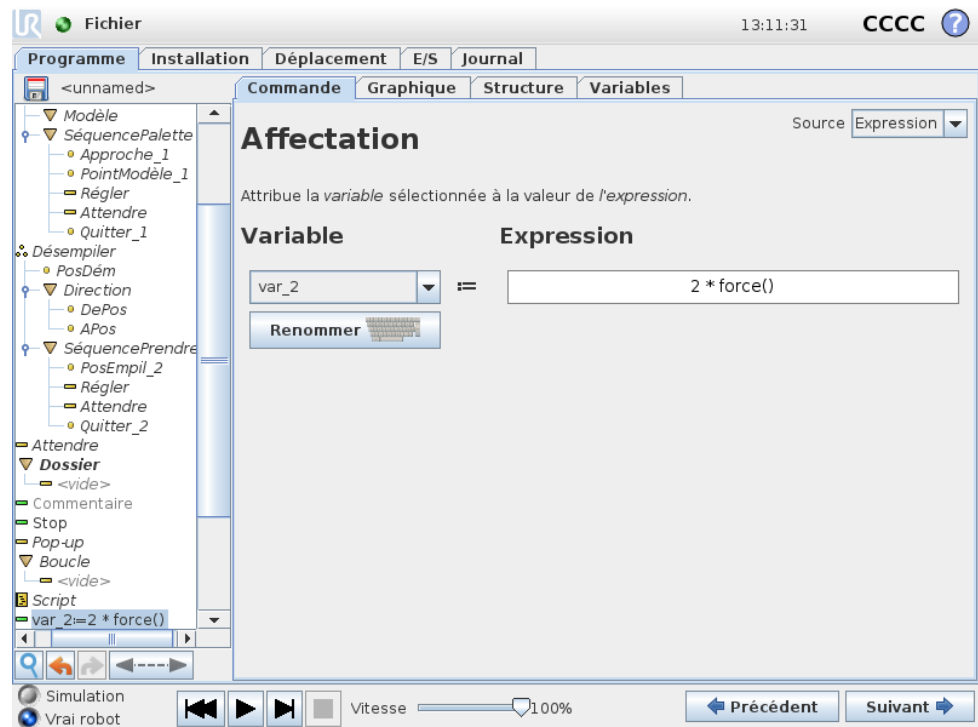 UR Fichier 13:11:31 CCCC ?
Programme Installation Déplacement E/S Journal
<unnamed> Commande Graphique Structure Variables
Modèle
SéquencePalette
Approche_1
PointModèle_1
Régler
Attendre
Quitter_1
Désempiler
PosDém
Direction
DePos
APos
SéquencePrendre
PosEmpil_2
Régler
Attendre
Quitter_2
Attendre
Dossier
<vide>
Commentaire
Stop
Pop-up
Boucle
<vide>
Script
var_2:=2 * force()
Source Expression
Affectation
Attribue la variable sélectionnée à la valeur de l'expression.
Variable Expression
var_2 := 2 * force()
Renommer
Simulation
Vrai robot
Vitesse 100%
Précédent Suivant